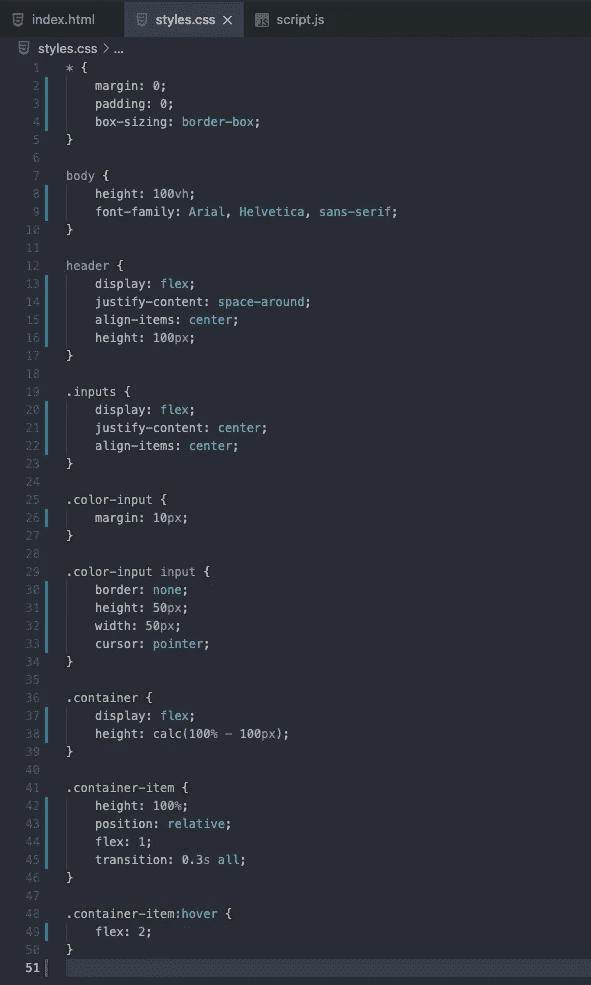 index.html styles.css × script.js
styles.css > ...
1 * {
2 margin: 0;
3 padding: 0;
4 box-sizing: border-box;
5 }
6
7 body {
8 height: 100vh;
9 font-family: Arial, Helvetica, sans-serif;
10 }
11
12 header {
13 display: flex;
14 justify-content: space-around;
15 align-items: center;
16 height: 100px;
17 }
18
19 .inputs {
20 display: flex;
21 justify-content: center;
22 align-items: center;
23 }
24
25 .color-input {
26 margin: 10px;
27 }
28
29 .color-input input {
30 border: none;
31 height: 50px;
32 width: 50px;
33 cursor: pointer;
34 }
35
36 .container {
37 display: flex;
38 height: calc(100% - 100px);
39 }
40
41 .container-item {
42 height: 100%;
43 position: relative;
44 flex: 1;
45 transition: 0.3s all;
46 }
47
48 .container-item:hover {
49 flex: 2;
50 }
51